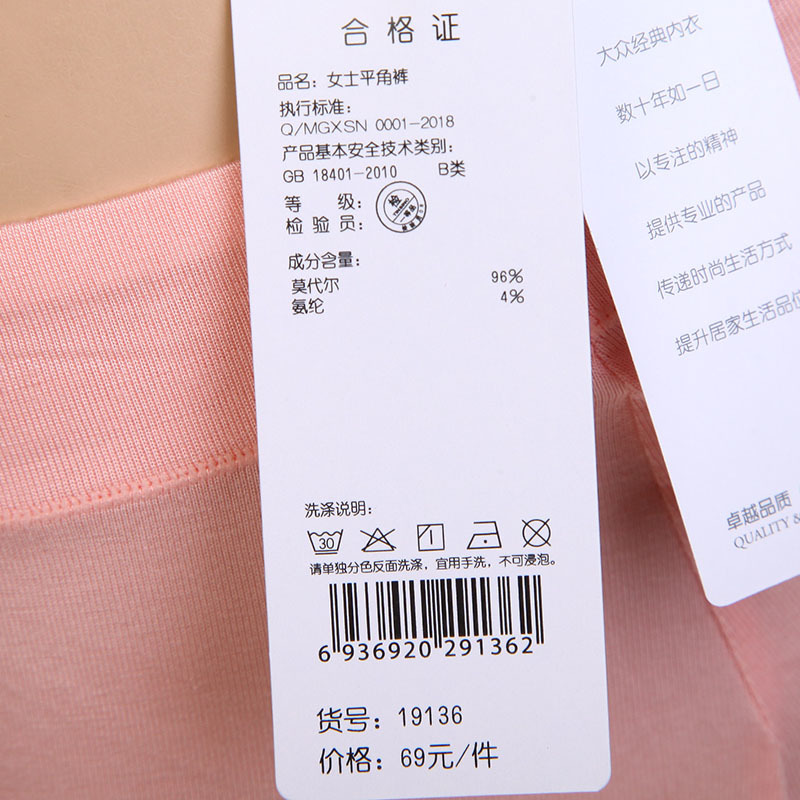 合格证
品名：女士平角裤
执行标准：
Q/MGXSN 0001-2018
产品基本安全技术类别：
GB 18401-2010 B类
等 级：
检 验 员：
成分含量：
莫代尔 96%
氨纶 4%
洗涤说明：
30
请单独分色反面洗涤，宜用手洗，不可浸泡。
6 936920 291362
货号：19136
价格：69元/件
大众经典内衣
数十年如一日
以专注的精神
提供专业的产品
传递时尚生活方式
提升居家生活品位
卓越品质
QUALITY &